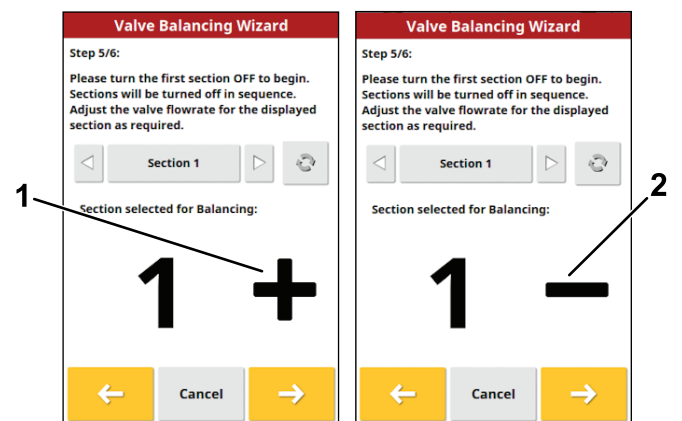 Valve Balancing Wizard
Step 5/6:
Please turn the first section OFF to begin.
Sections will be turned off in sequence.
Adjust the valve flowrate for the displayed
section as required.
Section 1
Section selected for Balancing:
1 +
Cancel
1
Valve Balancing Wizard
Step 5/6:
Please turn the first section OFF to begin.
Sections will be turned off in sequence.
Adjust the valve flowrate for the displayed
section as required.
Section 1
Section selected for Balancing:
1 −
Cancel
2